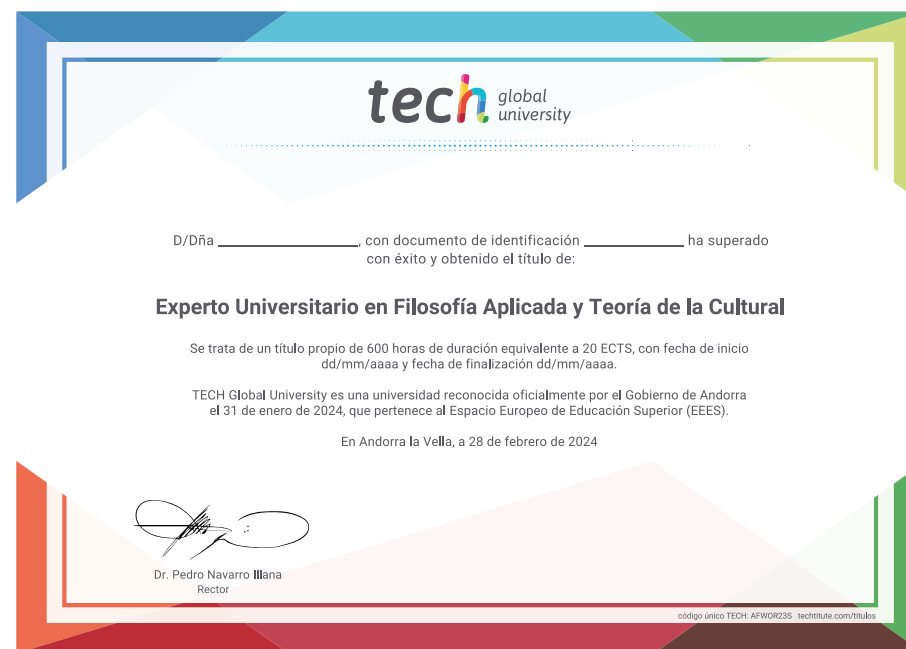 tech global university
D/Dña ____________________, con documento de identificación ______________ ha superado
con éxito y obtenido el título de:
Experto Universitario en Filosofía Aplicada y Teoría de la Cultural
Se trata de un título propio de 600 horas de duración equivalente a 20 ECTS, con fecha de inicio
dd/mm/aaaa y fecha de finalización dd/mm/aaaa.
TECH Global University es una universidad reconocida oficialmente por el Gobierno de Andorra
el 31 de enero de 2024, que pertenece al Espacio Europeo de Educación Superior (EEES).
En Andorra la Vella, a 28 de febrero de 2024
Dr. Pedro Navarro Illana
Rector
código único TECH: AFWOR23S techtitute.com/titulos